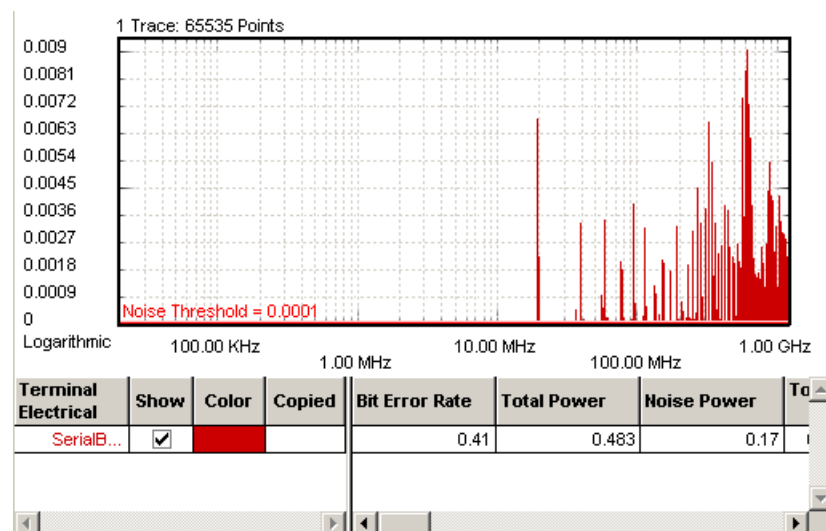 1 Trace: 65535 Points
0.009
0.0081
0.0072
0.0063
0.0054
0.0045
0.0036
0.0027
0.0018
0.0009
0
Noise Threshold = 0.0001
Logarithmic
100.00 KHz
1.00 MHz
10.00 MHz
100.00 MHz
1.00 GHz
Terminal Electrical Show Color Copied Bit Error Rate Total Power Noise Power To
SerialB... 0.41 0.483 0.17